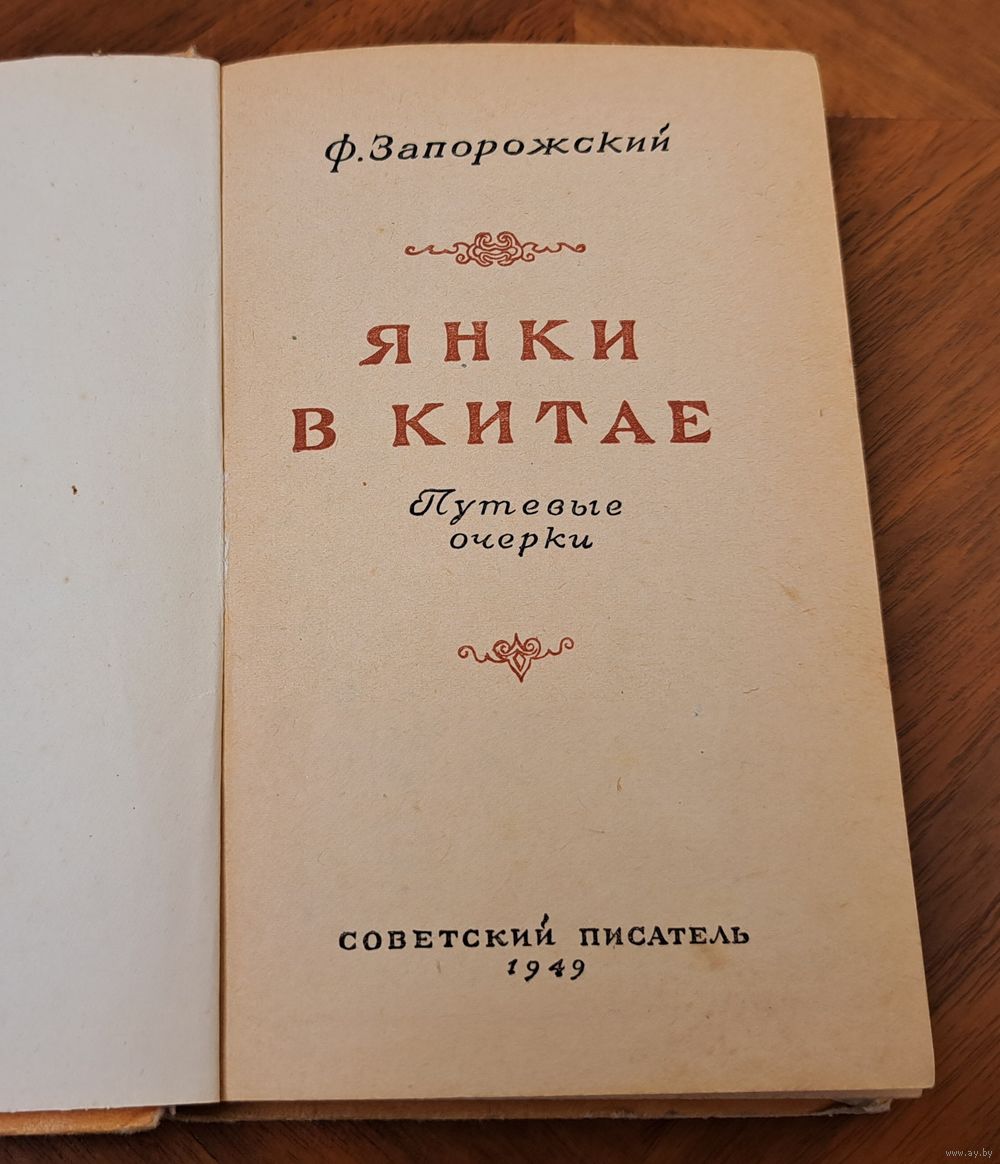 Ф. Запорожский
ЯНКИ
В КИТАЕ
Путевые
очерки
СОВЕТСКИЙ ПИСАТЕЛЬ
1949
www.ay.by